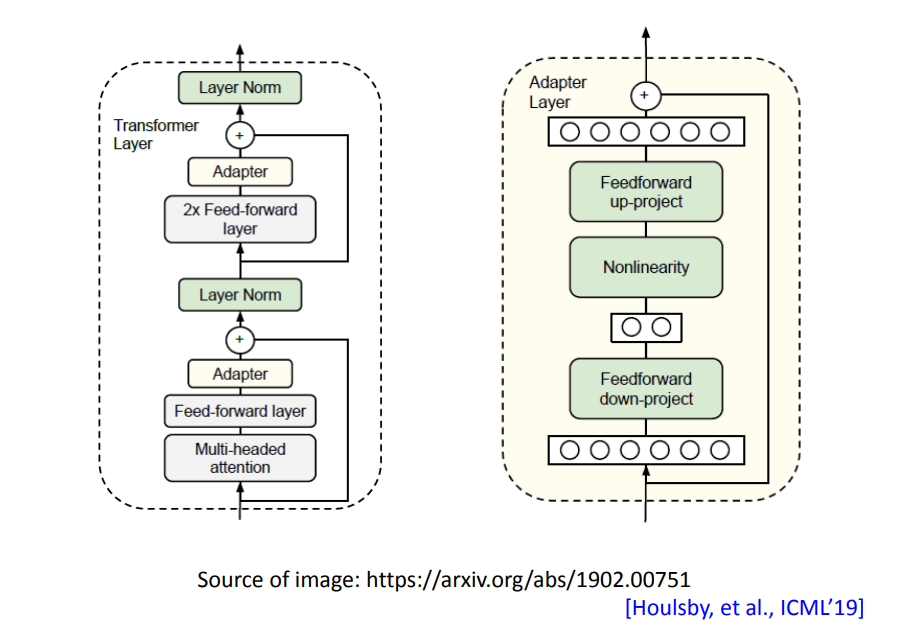 Layer Norm
Transformer
Layer
+
Adapter
2x Feed-forward
layer
Layer Norm
+
Adapter
Feed-forward layer
Multi-headed
attention
Adapter
Layer
+
Feedforward
up-project
Nonlinearity
Feedforward
down-project
Source of image: https://arxiv.org/abs/1902.00751
[Houlsby, et al., ICML’19]